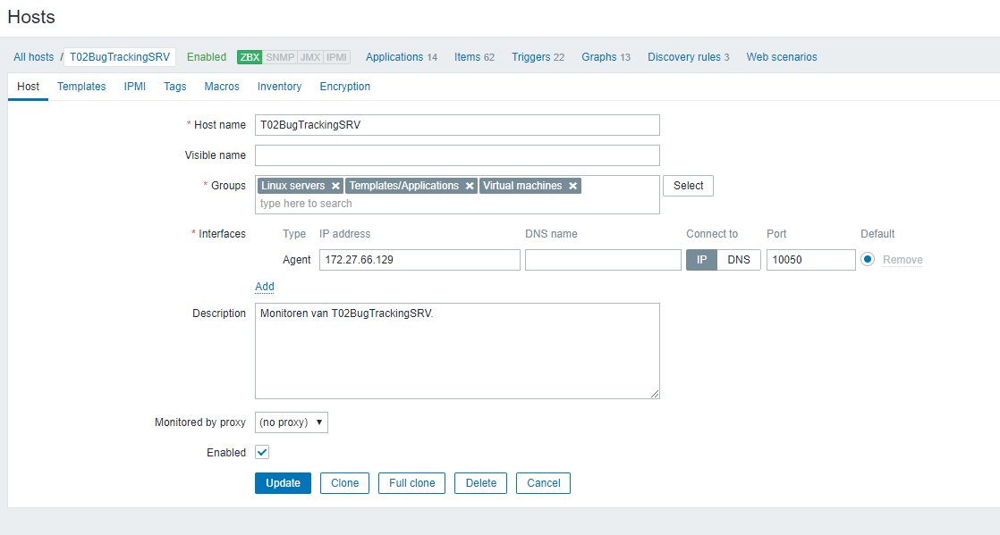 Hosts
All hosts / T02BugTrackingSRV Enabled ZBX SNMP JMX IPMI Applications 14 Items 62 Triggers 22 Graphs 13 Discovery rules 3 Web scenarios
Host Templates IPMI Tags Macros Inventory Encryption
* Host name T02BugTrackingSRV
Visible name
* Groups Linux servers × Templates/Applications × Virtual machines × Select
type here to search
* Interfaces Type IP address DNS name Connect to Port Default
Agent 172.27.66.129 IP DNS 10050 Remove
Add
Description Monitoren van T02BugTrackingSRV.
Monitored by proxy (no proxy) ▼
Enabled
Update Clone Full clone Delete Cancel